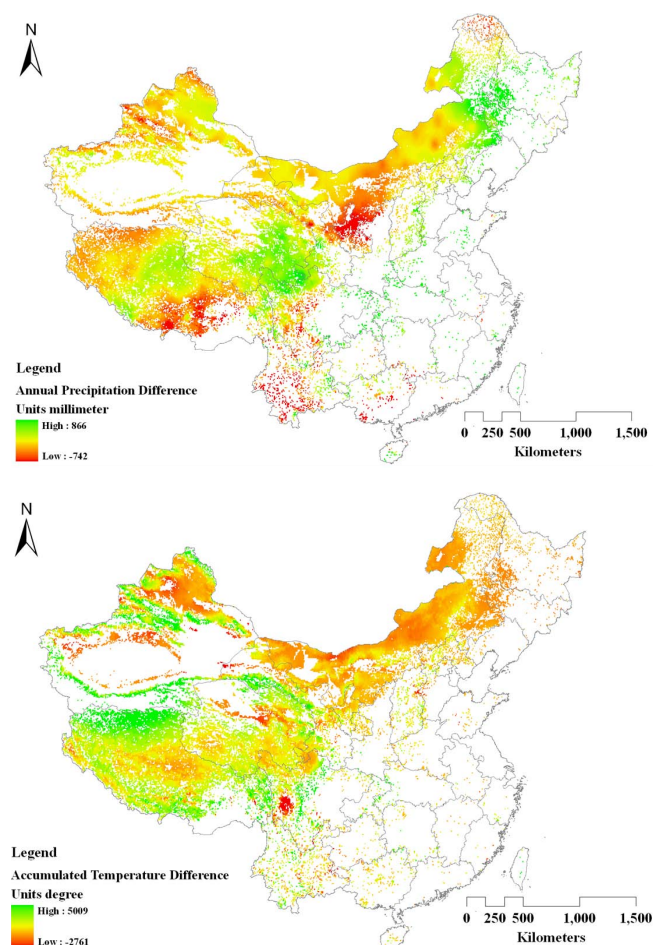 N
Legend
Annual Precipitation Difference
Units millimeter
High : 866
Low : -742
0 250 500 1,000 1,500
Kilometers
N
Legend
Accumulated Temperature Difference
Units degree
High : 5009
Low : -2761
0 250 500 1,000 1,500
Kilometers